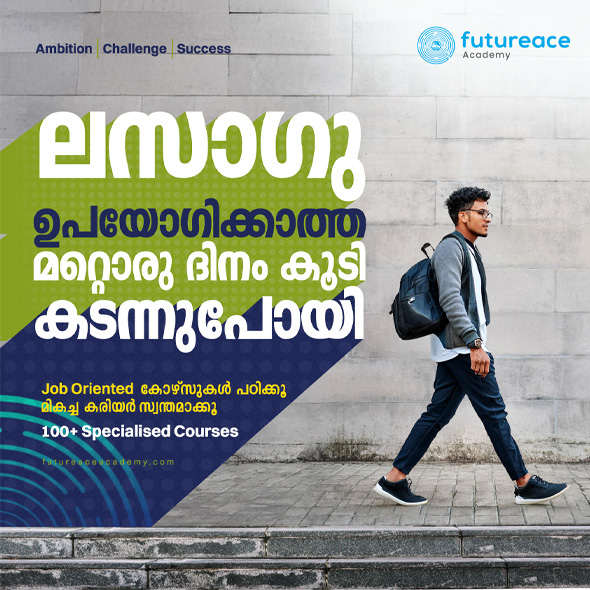 Ambition | Challenge | Success
futureace
Academy
ലസാഗു
ഉപയോഗിക്കാത്ത
മറ്റൊരു ദിനം കൂടി
കടന്നുപോയി
Job Oriented കോഴ്സുകൾ പഠിക്കൂ
മികച്ച കരിയർ സ്വന്തമാക്കൂ
100+ Specialised Courses
futureaceacademy.com